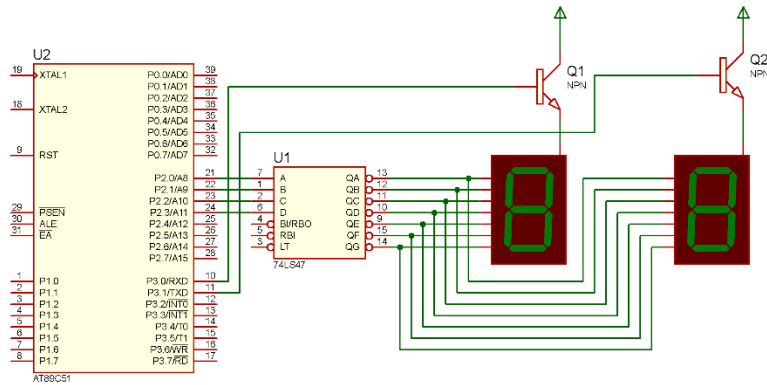 U2
19 XTAL1 P0.0/AD0 39
P0.1/AD1 38
P0.2/AD2 37
18 XTAL2 P0.3/AD3 36
P0.4/AD4 35
P0.5/AD5 34
P0.6/AD6 33
9 RST P0.7/AD7 32
P2.0/A8 21
P2.1/A9 22
P2.2/A10 23
29 PSEN P2.3/A11 24
30 ALE P2.4/A12 25
31 EA P2.5/A13 26
P2.6/A14 27
P2.7/A15 28
1 P1.0 P3.0/RXD 10
2 P1.1 P3.1/TXD 11
3 P1.2 P3.2/INT0 12
4 P1.3 P3.3/INT1 13
5 P1.4 P3.4/T0 14
6 P1.5 P3.5/T1 15
7 P1.6 P3.6/WR 16
8 P1.7 P3.7/RD 17
AT89C51
U1
7 A QA 13
1 B QB 12
2 C QC 11
6 D QD 10
4 BI/RBO QE 9
5 RBI QF 15
3 LT QG 14
74LS47
Q1
NPN
Q2
NPN